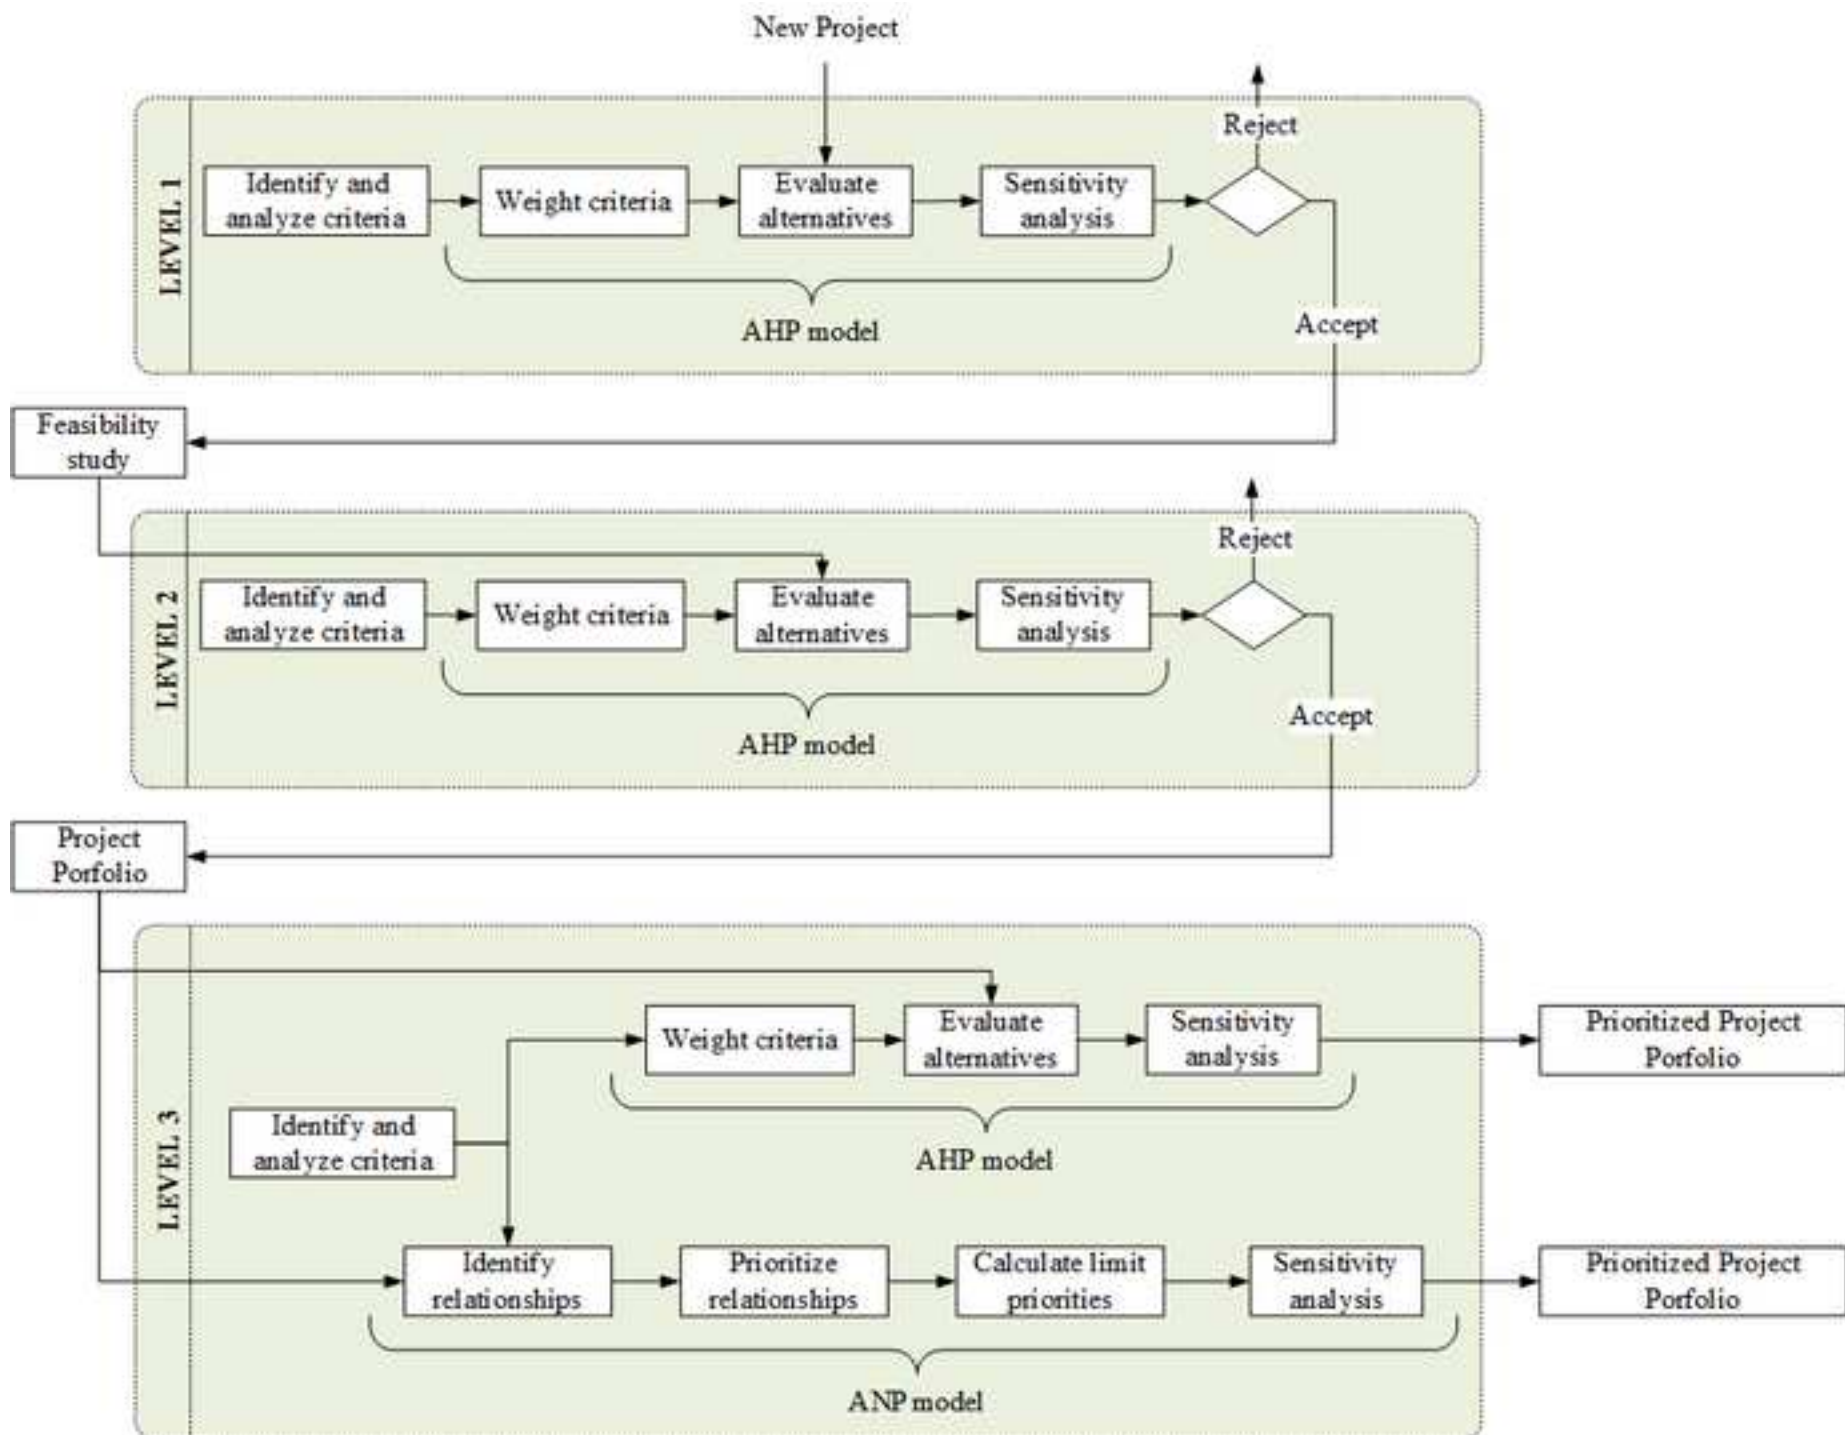 New Project
Reject
LEVEL 1
Identify and
analyze criteria
Weight criteria
Evaluate
alternatives
Sensitivity
analysis
AHP model
Accept
Feasibility
study
Reject
LEVEL 2
Identify and
analyze criteria
Weight criteria
Evaluate
alternatives
Sensitivity
analysis
AHP model
Accept
Project
Porfolio
LEVEL 3
Weight criteria
Evaluate
alternatives
Sensitivity
analysis
Prioritized Project
Porfolio
Identify and
analyze criteria
AHP model
Identify
relationships
Prioritize
relationships
Calculate limit
priorities
Sensitivity
analysis
Prioritized Project
Porfolio
ANP model